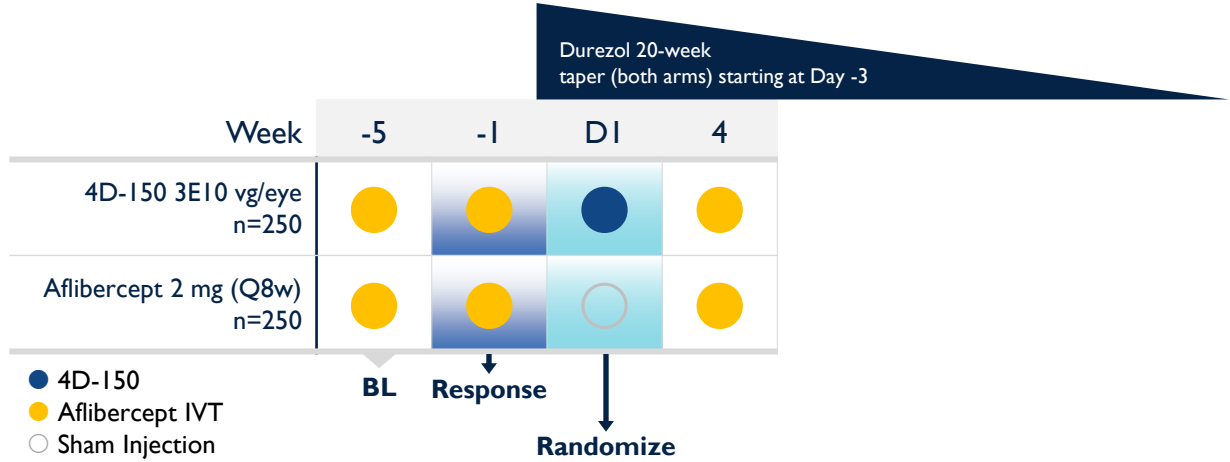 Durezol 20-week
taper (both arms) starting at Day -3
Week -5 -1 D1 4
4D-150 3E10 vg/eye
n=250
Aflibercept 2 mg (Q8w)
n=250
BL Response
Randomize
4D-150
Aflibercept IVT
Sham Injection